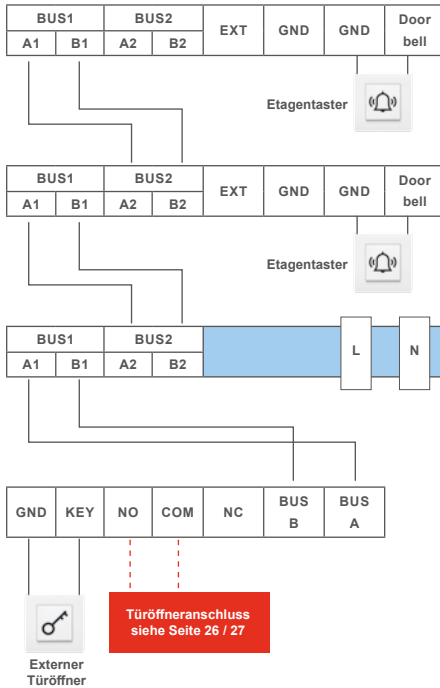 BUS1 BUS2 EXT GND GND Door bell
A1 B1 A2 B2
Etagentaster
BUS1 BUS2 EXT GND GND Door bell
A1 B1 A2 B2
Etagentaster
BUS1 BUS2 L N
A1 B1 A2 B2
GND KEY NO COM NC BUS B BUS A
Türöffneranschluss
siehe Seite 26 / 27
Externer
Türöffner